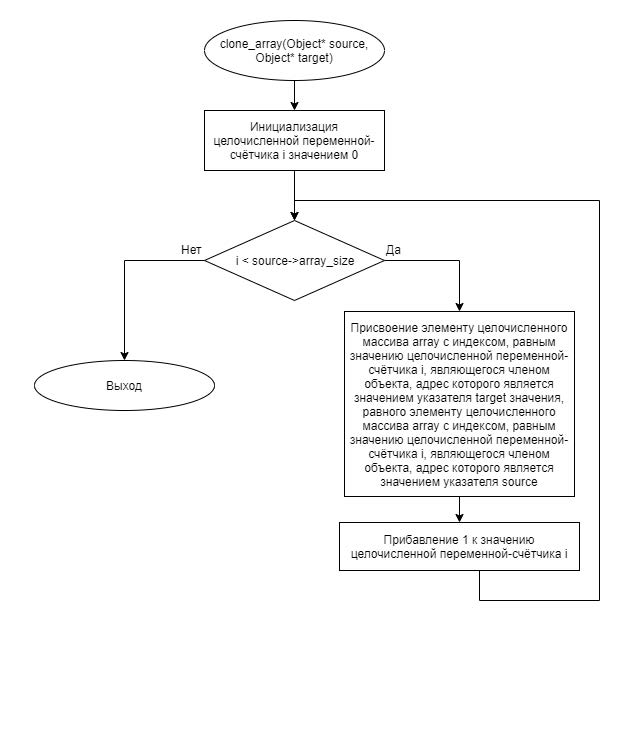 clone_array(Object* source,
Object* target)
Инициализация
целочисленной переменной-
счётчика i значением 0
Нет
i < source->array_size
Да
Присвоение элементу целочисленного
массива array с индексом, равным
значению целочисленной переменной-
счётчика i, являющегося членом
объекта, адрес которого является
значением указателя target значения,
равного элементу целочисленного
массива array с индексом, равным
значению целочисленной переменной-
счётчика i, являющегося членом
объекта, адрес которого является
значением указателя source
Выход
Прибавление 1 к значению
целочисленной переменной-счётчика i